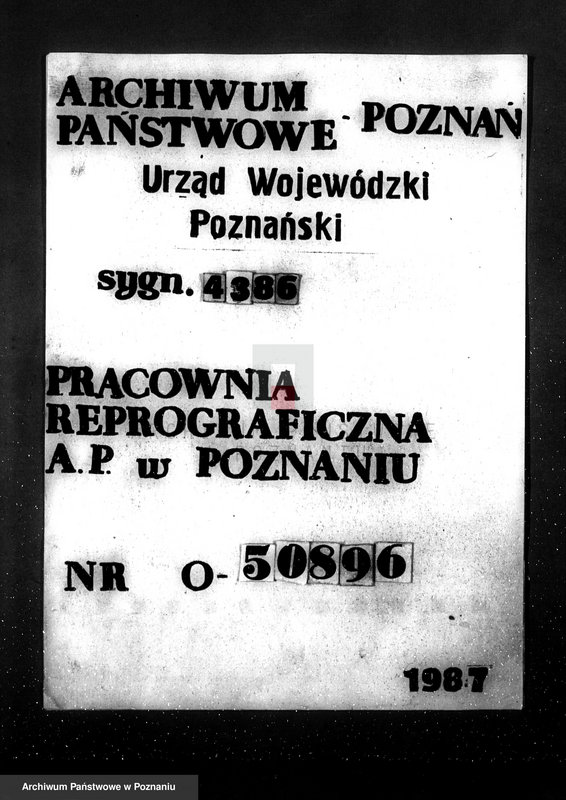 ARCHIWUM
PAŃSTWOWE - POZNAŃ
Urząd Wojewódzki
Poznański
sygn. 4386
PRACOWNIA
REPROGRAFICZNA
A.P. w POZNANIU
NR O-50896
1987
Archiwum Państwowe w Poznaniu